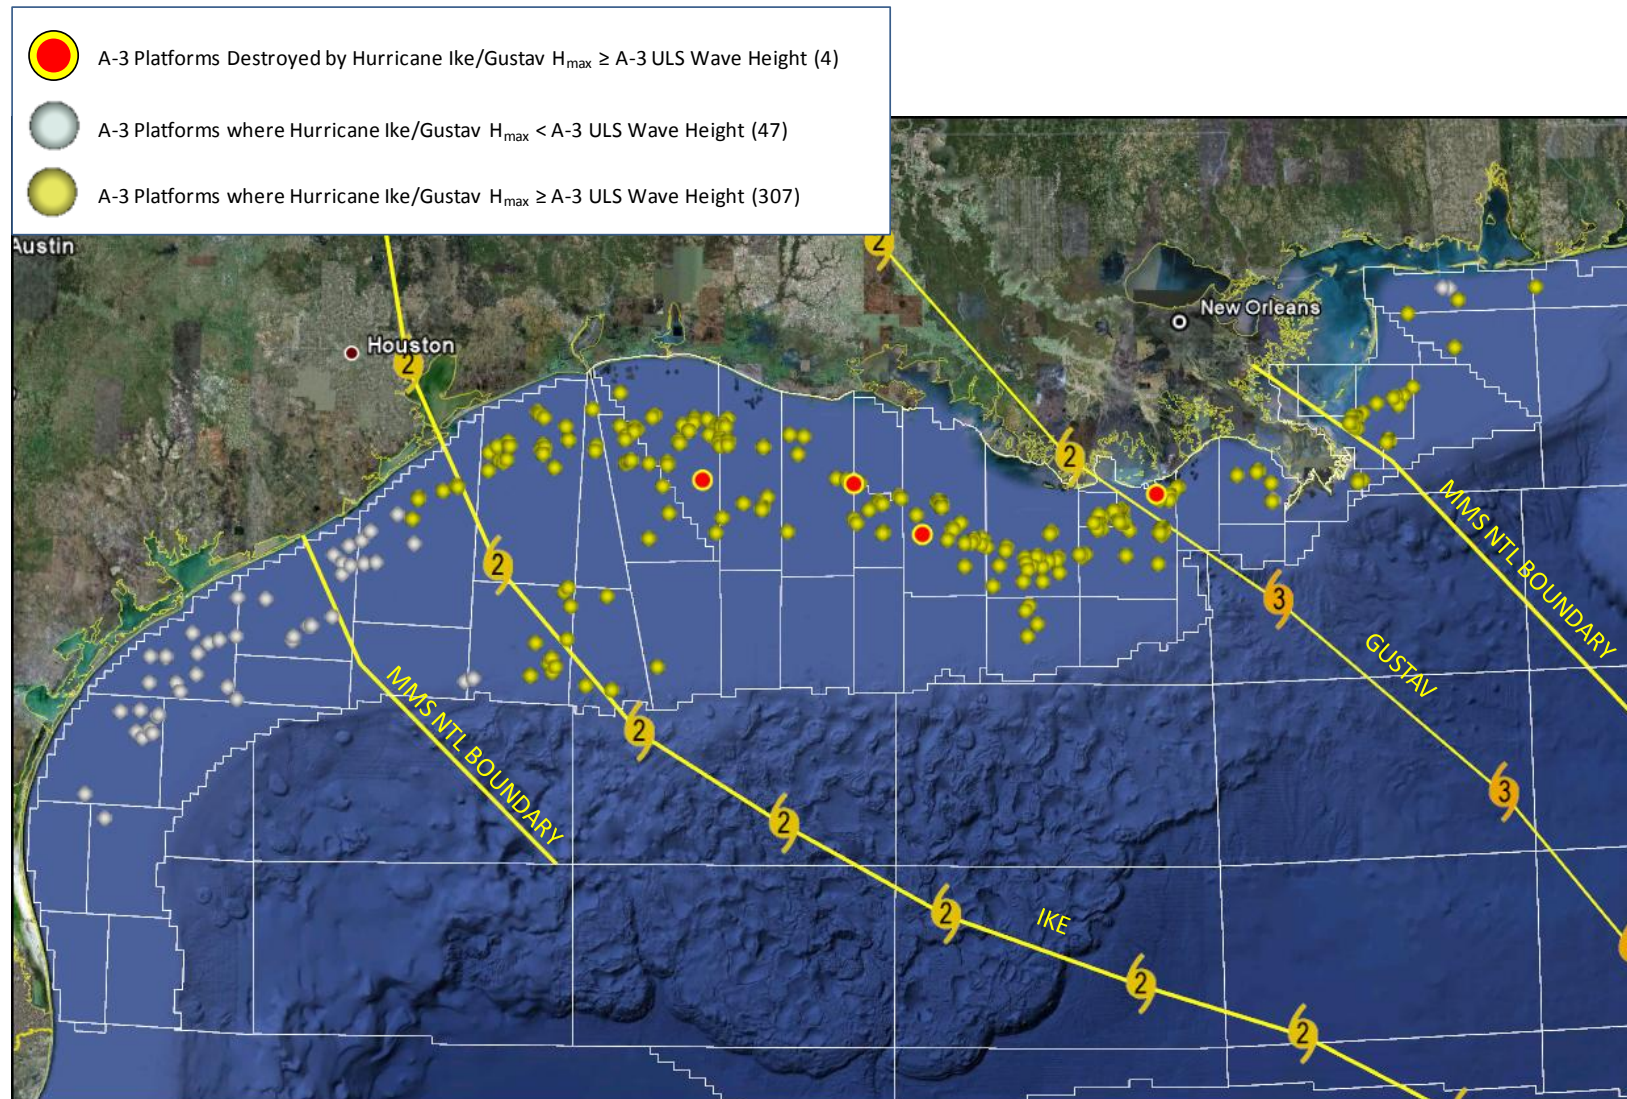 A-3 Platforms Destroyed by Hurricane Ike/Gustav Hmax ≥ A-3 ULS Wave Height (4)
A-3 Platforms where Hurricane Ike/Gustav Hmax < A-3 ULS Wave Height (47)
A-3 Platforms where Hurricane Ike/Gustav Hmax ≥ A-3 ULS Wave Height (307)
Austin
2
New Orleans
Houston
2
2
MMS NTL BOUNDARY
2
3
GUSTAV
MMS NTL BOUNDARY
2
3
2
2
IKE
2
2